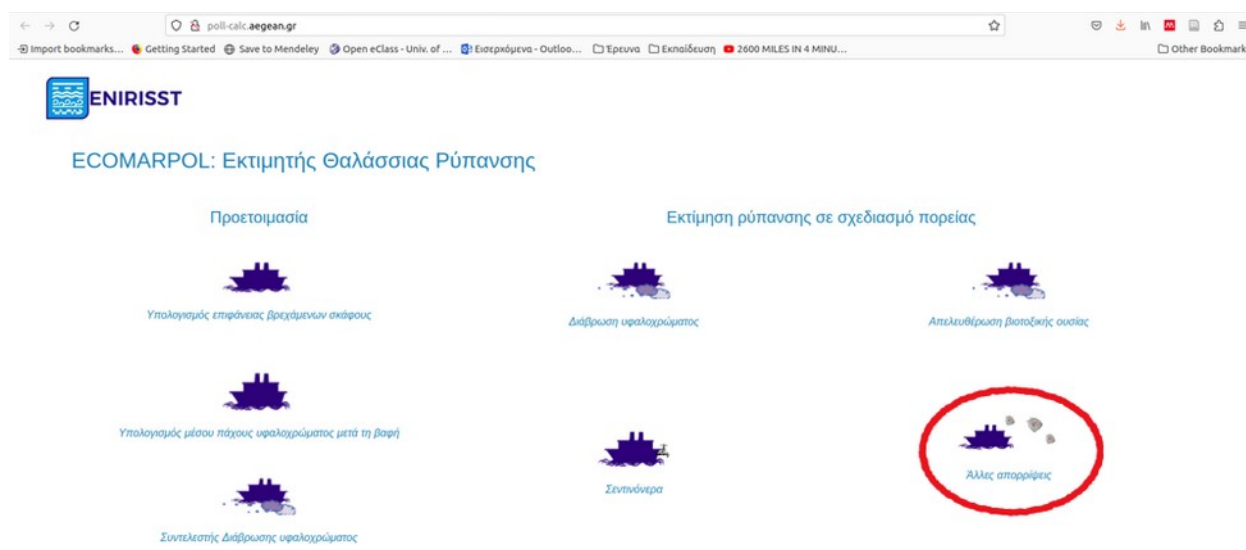 poll-calc.aegean.gr
Import bookmarks... Getting Started Save to Mendeley Open eClass - Univ. of ... Εισερχόμενα - Outloo... Έρευνα Εκπαίδευση 2600 MILES IN 4 MINU... Other Bookmark
ENIRISST
ECOMARPOL: Εκτιμητής Θαλάσσιας Ρύπανσης
Προετοιμασία
Εκτίμηση ρύπανσης σε σχεδιασμό πορείας
Υπολογισμός επιφάνειας βρεχάμενων σκάφους
Διάβρωση υφαλοχρώματος
Απελευθέρωση βιοτοξικής ουσίας
Υπολογισμός μέσου πάχους υφαλοχρώματος μετά τη βαφή
Σεντινόνερα
Άλλες απορρίψεις
Συντελεστής Διάβρωσης υφαλοχρώματος